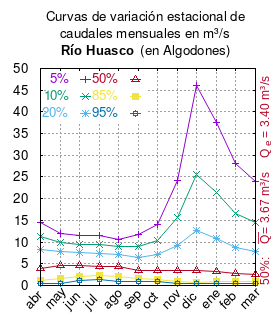 Curvas de variación estacional de
caudales mensuales en m³/s
Río Huasco (en Algodones)
50
45
40
35
30
25
20
15
10
5
0
5% 50%
10% 85%
20% 95%
abr
may
jun
jul
ago
sep
oct
nov
dic
ene
feb
mar
50%: Q= 3.67 m³/s Q e = 3.40 m³/s